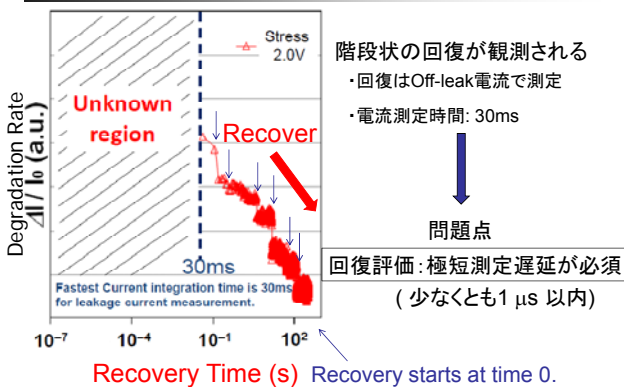 Stress
2.0V
Unknown
region
Recover
Degradation Rate
ΔI / I₀ (a.u.)
30ms
Fastest Current integration time is 30ms
for leakage current measurement.
10⁻⁷ 10⁻⁵ 10⁻³ 10⁻¹ 10²
Recovery Time (s)
Recovery starts at time 0.
階段状の回復が観測される
・回復はOff-leak電流で測定
・電流測定時間: 30ms
問題点
回復評価:極短測定遅延が必須
( 少なくとも1 μs 以内)